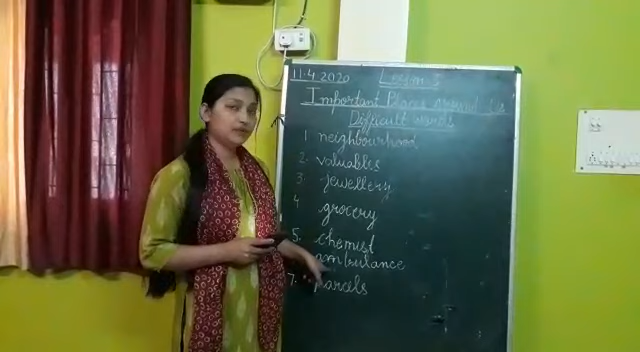 11.4.2020 Lesson:
Important Places around Us
Difficult words
1 neighbourhood
2. valuables
3. jewellery
4 grocery
5. chemist
ambulance
7. Parcels